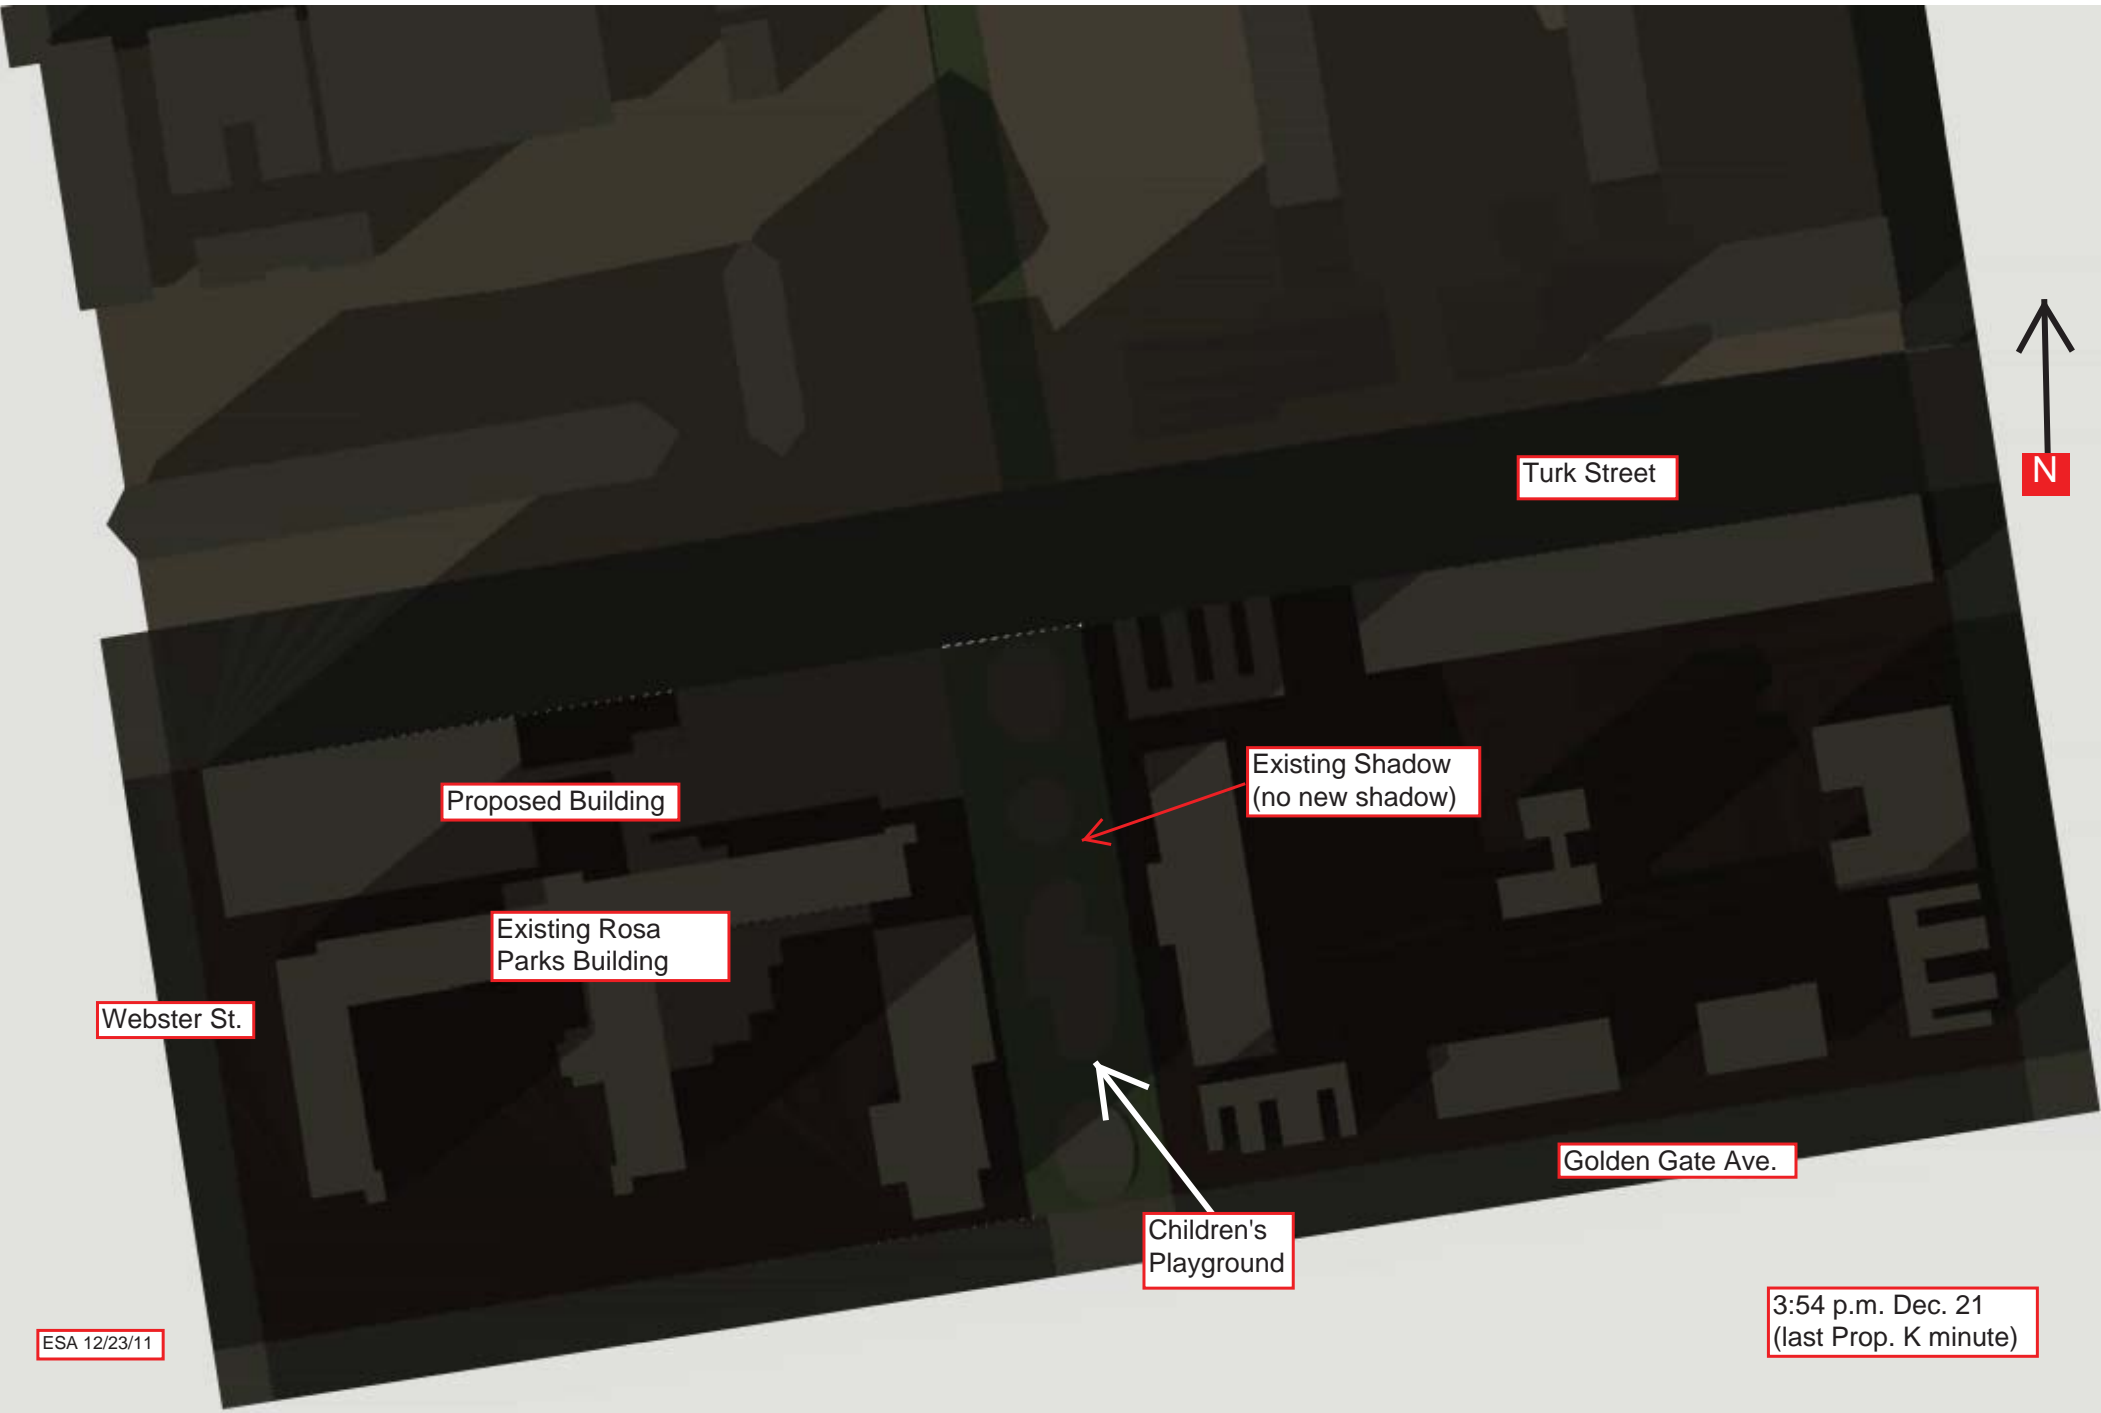 Turk Street
N
Existing Shadow
(no new shadow)
Proposed Building
Existing Rosa
Parks Building
Webster St.
Golden Gate Ave.
Children's
Playground
3:54 p.m. Dec. 21
(last Prop. K minute)
ESA 12/23/11